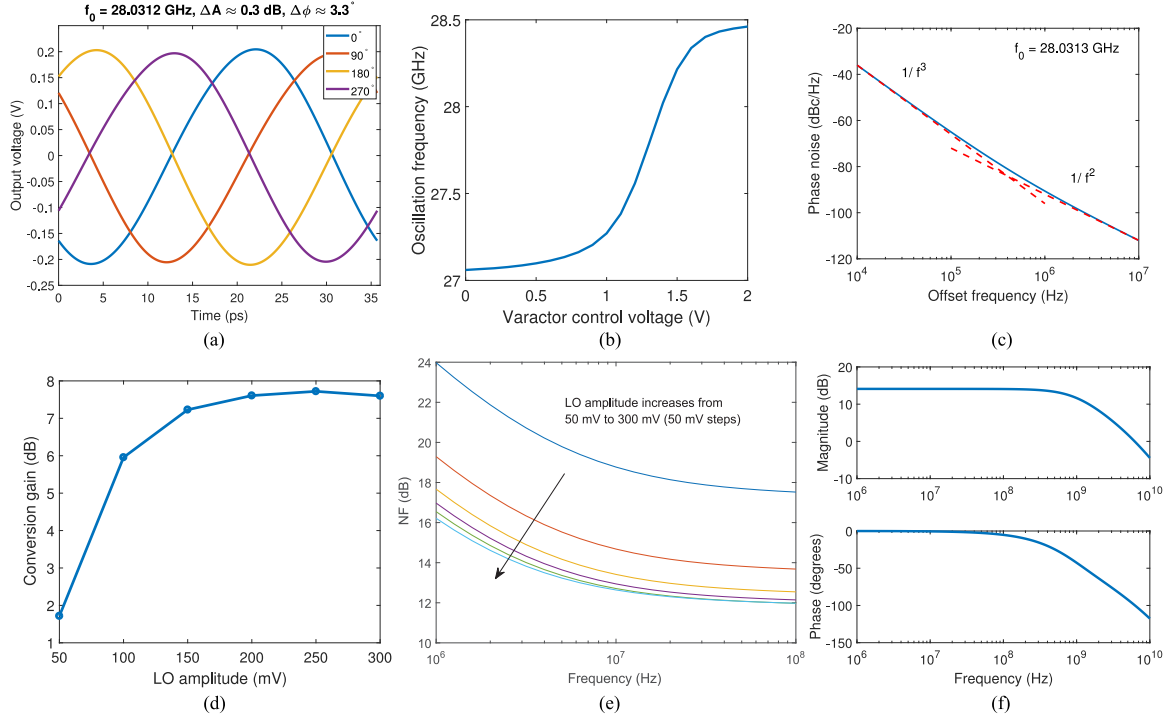 f0 = 28.0312 GHz, ΔA ≈ 0.3 dB, Δϕ ≈ 3.3°
0.25
0.2
0.15
0.1
0.05
0
-0.05
-0.1
-0.15
-0.2
-0.25
Output voltage (V)
0°
90°
180°
270°
0 5 10 15 20 25 30 35
Time (ps)
(a)
29
28.5
28
27.5
27
Oscillation frequency (GHz)
0 0.5 1 1.5 2
Varactor control voltage (V)
(b)
-20
-40
-60
-80
-100
-120
Phase noise (dBc/Hz)
f0 = 28.0313 GHz
1/ f^3
1/ f^2
10^4 10^5 10^6 10^7
Offset frequency (Hz)
(c)
8
7
6
5
4
3
2
1
Conversion gain (dB)
50 100 150 200 250 300
LO amplitude (mV)
(d)
24
22
20
18
16
14
12
10
NF (dB)
LO amplitude increases from
50 mV to 300 mV (50 mV steps)
10^6 10^7 10^8
Frequency (Hz)
(e)
20
10
0
-10
Magnitude (dB)
10^6 10^7 10^8 10^9 10^10
0
-50
-100
-150
Phase (degrees)
10^6 10^7 10^8 10^9 10^10
Frequency (Hz)
(f)